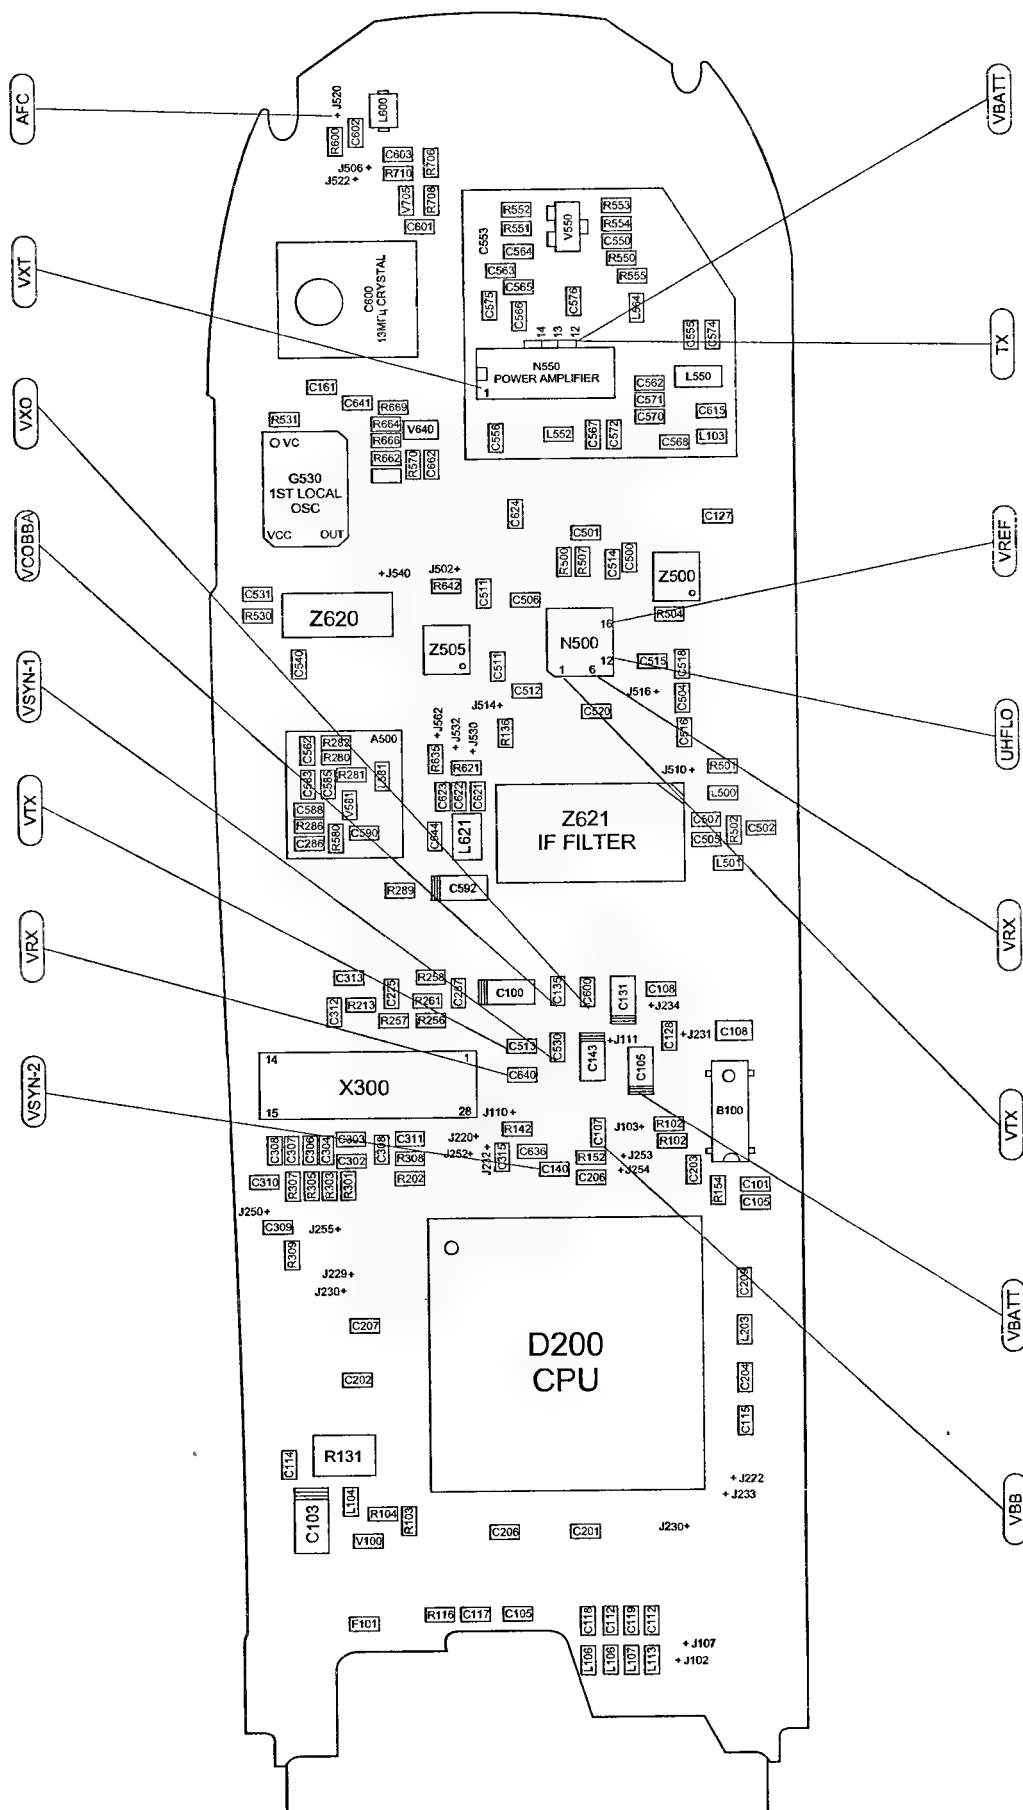 AFC
VXT
VXO
VCOBBA
VSYN-1
VTX
VRX
VSYN-2
VBATT
TX
VREF
UHFLO
VRX
VTX
VBATT
VBB
J520
L600
R600
C602
J506
J522
C603
R710
R706
V705
R708
C601
C600
13МГц CRYSTAL
C553
R552
R551
C564
C563
C565
C575
C566
V550
R553
R554
C550
R550
R555
C576
L564
14
13
12
N550
POWER AMPLIFIER
1
C555
C574
C562
C571
C570
L550
C615
L103
C568
C556
L552
C567
C572
C161
C641
R669
R531
R664
R666
R662
V640
R570
C662
VC
G530
1ST LOCAL
OSC
VCC
OUT
C624
C501
C127
R500
R507
C514
C500
Z500
J540
J502
R642
C511
C506
C531
R530
Z620
R504
N500
16
12
1
6
Z505
C540
C511
C512
C515
C518
J516
C504
J514
C520
C516
R136
A500
C562
R282
R280
C563
C585
R281
L581
C588
V581
R286
R580
C590
C286
J562
J532
J530
R635
R621
C623
C622
C621
C644
L621
J510
R501
L500
Z621
IF FILTER
C507
C505
R502
C502
L501
R289
C592
C313
R258
C225
C287
C312
R213
R261
R257
R256
C100
C135
C600
C131
C108
J234
C513
C530
J111
C128
J231
C108
C143
C105
C640
14
1
X300
15
28
B100
J110
R142
C107
J103
R102
R102
C308
C307
C306
C304
C303
C308
C311
J220
J252
J232
C315
C636
R152
J253
J254
C302
R308
C140
C206
C203
C310
R307
R305
R303
R301
R202
R154
C101
C105
J250
C309
J255
R309
J229
J230
C207
C202
D200
CPU
C209
L203
C204
C115
C114
R131
C103
L104
R104
R103
V100
J222
J233
C206
C201
J230
F101
R116
C117
C105
C118
C112
C119
C112
L106
L106
L107
L113
J107
J102